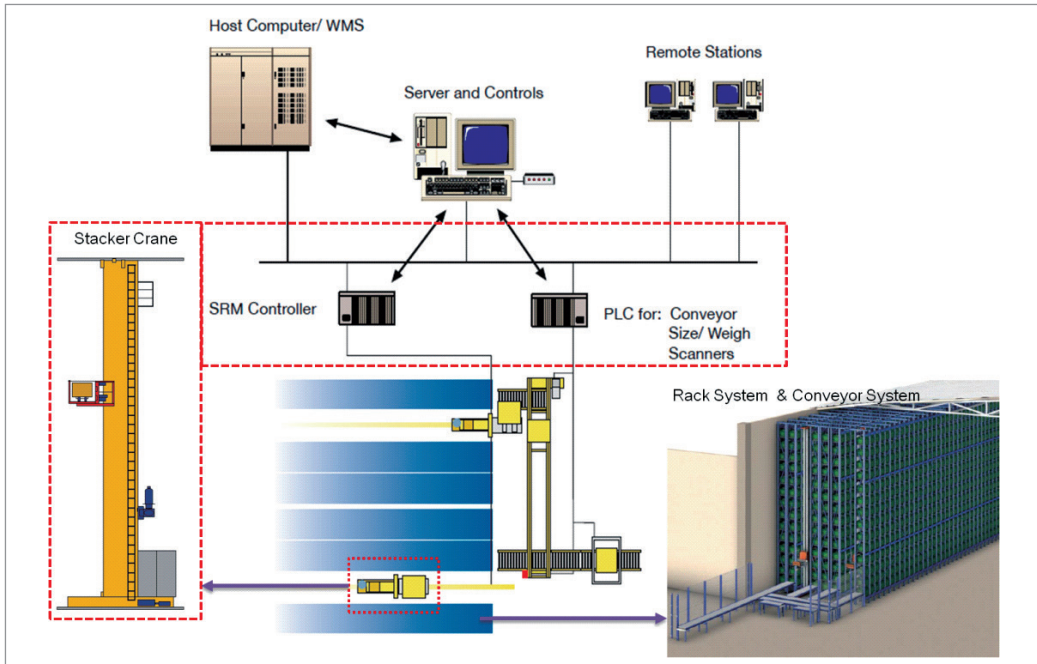 Host Computer/ WMS
Remote Stations
Server and Controls
Stacker Crane
SRM Controller
PLC for: Conveyor
Size/ Weigh
Scanners
Rack System & Conveyor System